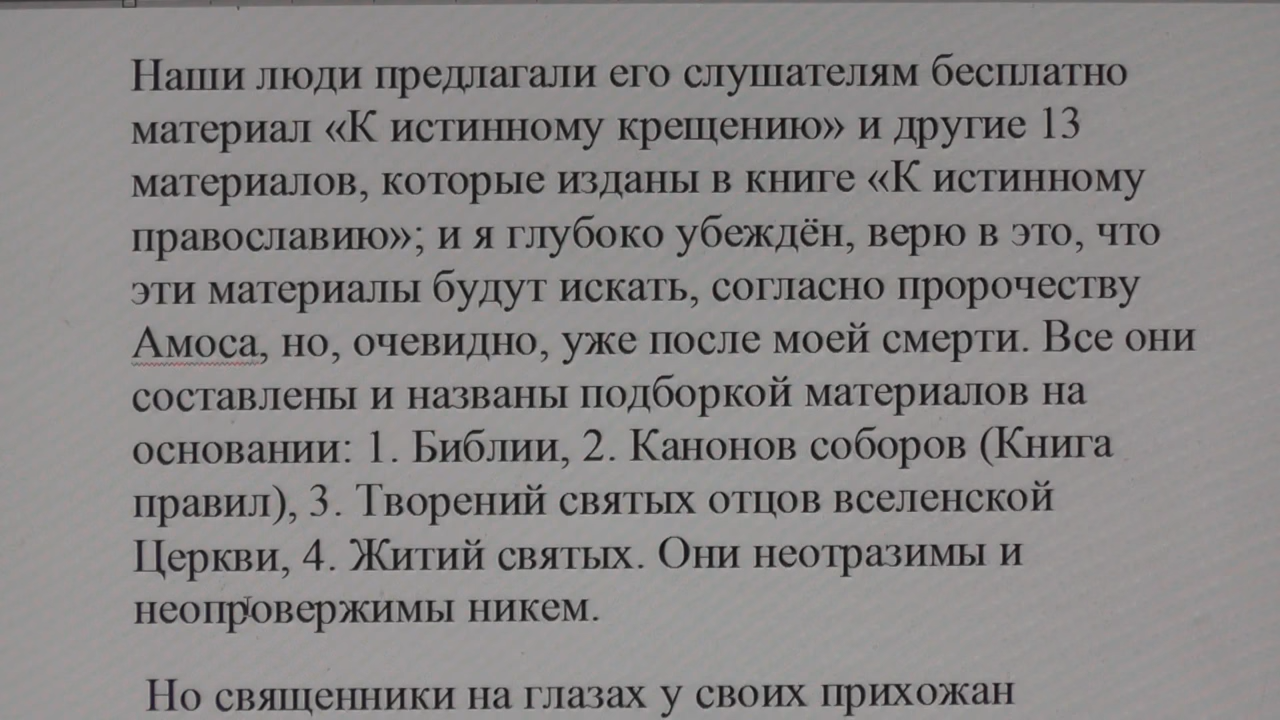 Наши люди предлагали его слушателям бесплатно
материал «К истинному крещению» и другие 13
материалов, которые изданы в книге «К истинному
православию»; и я глубоко убеждён, верю в это, что
эти материалы будут искать, согласно пророчеству
Амоса, но, очевидно, уже после моей смерти. Все они
составлены и названы подборкой материалов на
основании: 1. Библии, 2. Канонов соборов (Книга
правил), 3. Творений святых отцов вселенской
Церкви, 4. Житий святых. Они неотразимы и
неопровержимы никем.
Но священники на глазах у своих прихожан